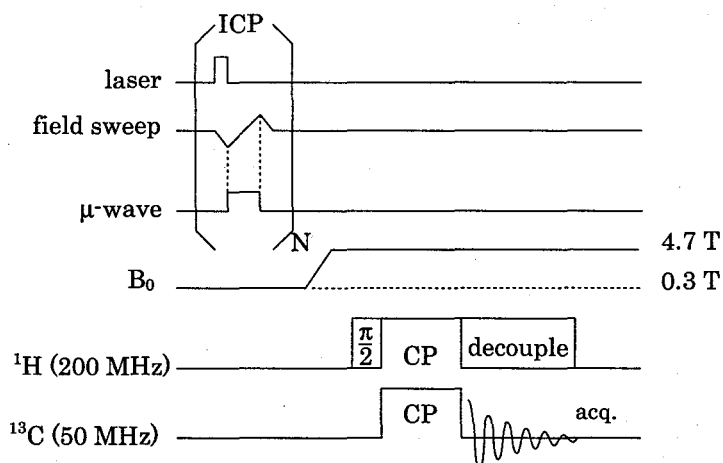 ICP
laser
field sweep
μ-wave
N
4.7 T
B₀
0.3 T
π/2
CP
decouple
¹H (200 MHz)
CP
acq.
¹³C (50 MHz)